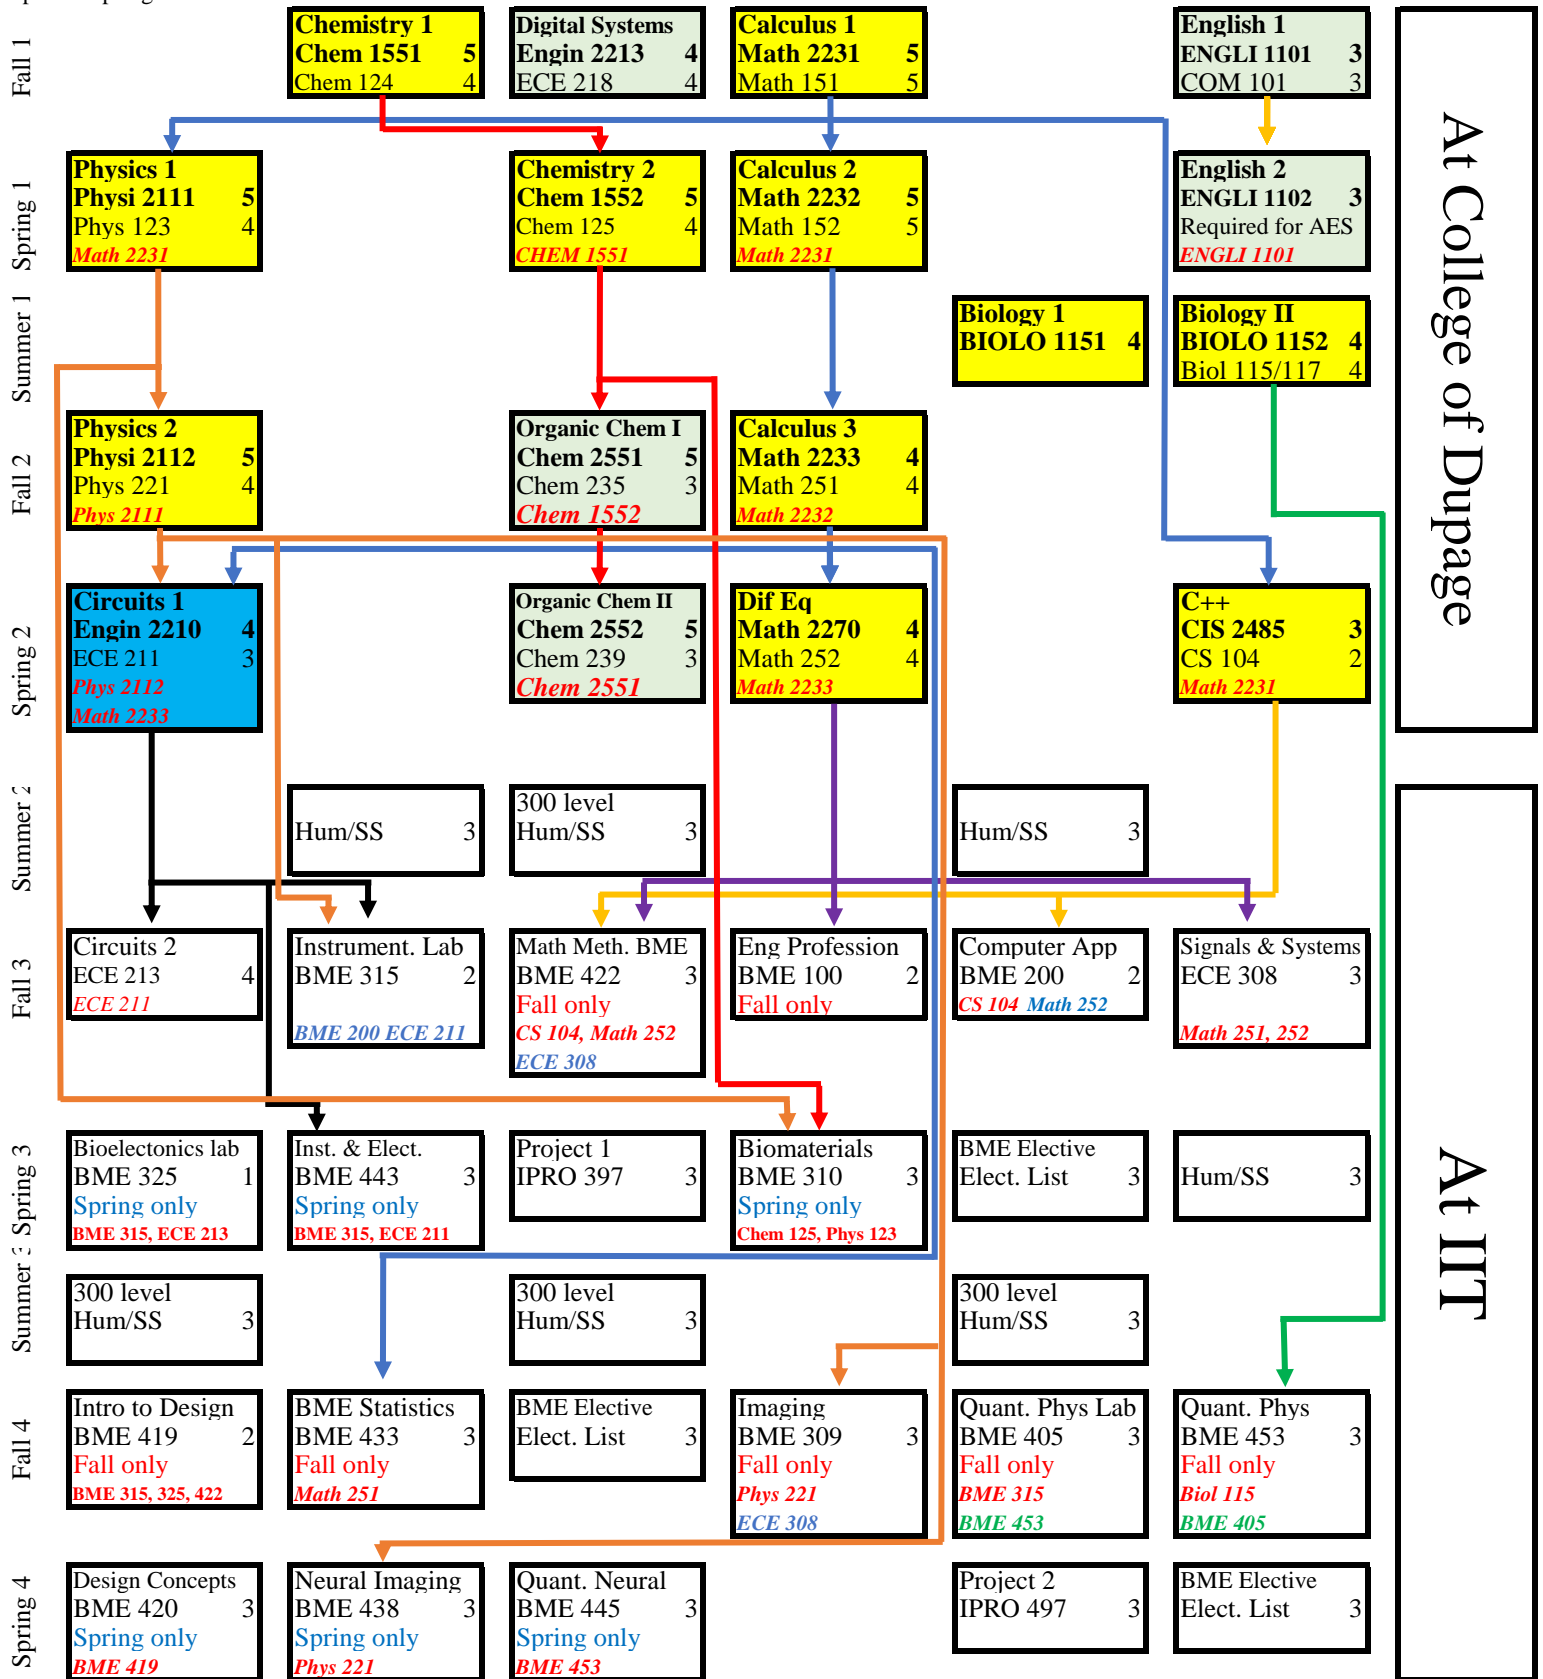 Fall 1
Chemistry 1
Chem 1551 5
Chem 124 4
Digital Systems
Engin 2213 4
ECE 218 4
Calculus 1
Math 2231 5
Math 151 5
English 1
ENGLI 1101 3
COM 101 3
At College of Dupage
Spring 1
Physics 1
Physi 2111 5
Phys 123 4
Math 2231
Chemistry 2
Chem 1552 5
Chem 125 4
CHEM 1551
Calculus 2
Math 2232 5
Math 152 5
Math 2231
English 2
ENGLI 1102 3
Required for AES
ENGLI 1101
Summer 1
Biology 1
BIOLO 1151 4
Biology II
BIOLO 1152 4
Biol 115/117 4
Fall 2
Physics 2
Physi 2112 5
Phys 221 4
Phys 2111
Organic Chem I
Chem 2551 5
Chem 235 3
Chem 1552
Calculus 3
Math 2233 4
Math 251 4
Math 2232
Spring 2
Circuits 1
Engin 2210 4
ECE 211 3
Phys 2112
Math 2233
Organic Chem II
Chem 2552 5
Chem 239 3
Chem 2551
Dif Eq
Math 2270 4
Math 252 4
Math 2233
C++
CIS 2485 3
CS 104 2
Math 2231
Summer 2
Hum/SS 3
300 level
Hum/SS 3
Hum/SS 3
At IIT
Fall 3
Circuits 2
ECE 213 4
ECE 211
Instrument. Lab
BME 315 2
BME 200 ECE 211
Math Meth. BME
BME 422 3
Fall only
CS 104, Math 252
ECE 308
Eng Profession
BME 100 2
Fall only
Computer App
BME 200 2
CS 104 Math 252
Signals & Systems
ECE 308 3
Math 251, 252
Spring 3
Bioelectonics lab
BME 325 1
Spring only
BME 315, ECE 213
Inst. & Elect.
BME 443 3
Spring only
BME 315, ECE 211
Project 1
IPRO 397 3
Biomaterials
BME 310 3
Spring only
Chem 125, Phys 123
BME Elective
Elect. List 3
Hum/SS 3
Summer 3
300 level
Hum/SS 3
300 level
Hum/SS 3
300 level
Hum/SS 3
Fall 4
Intro to Design
BME 419 2
Fall only
BME 315, 325, 422
BME Statistics
BME 433 3
Fall only
Math 251
BME Elective
Elect. List 3
Imaging
BME 309 3
Fall only
Phys 221
ECE 308
Quant. Phys Lab
BME 405 3
Fall only
BME 315
BME 453
Quant. Phys
BME 453 3
Fall only
Biol 115
BME 405
Spring 4
Design Concepts
BME 420 3
Spring only
BME 419
Neural Imaging
BME 438 3
Spring only
Phys 221
Quant. Neural
BME 445 3
Spring only
BME 453
Project 2
IPRO 497 3
BME Elective
Elect. List 3